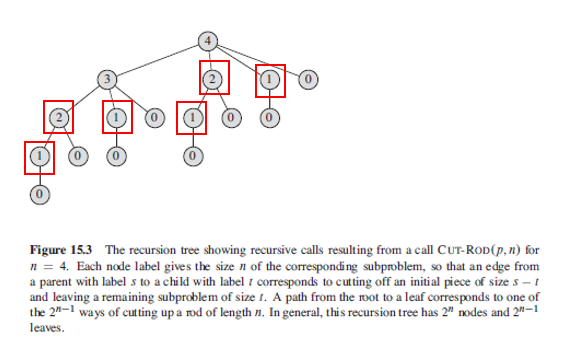 4
3 2 1 0
2 1 0 1 0 0
1 0 0 0
0
Figure 15.3 The recursion tree showing recursive calls resulting from a call CUT-ROD(p, n) for
n = 4. Each node label gives the size n of the corresponding subproblem, so that an edge from
a parent with label s to a child with label t corresponds to cutting off an initial piece of size s − t
and leaving a remaining subproblem of size t. A path from the root to a leaf corresponds to one of
the 2ⁿ⁻¹ ways of cutting up a rod of length n. In general, this recursion tree has 2ⁿ nodes and 2ⁿ⁻¹
leaves.